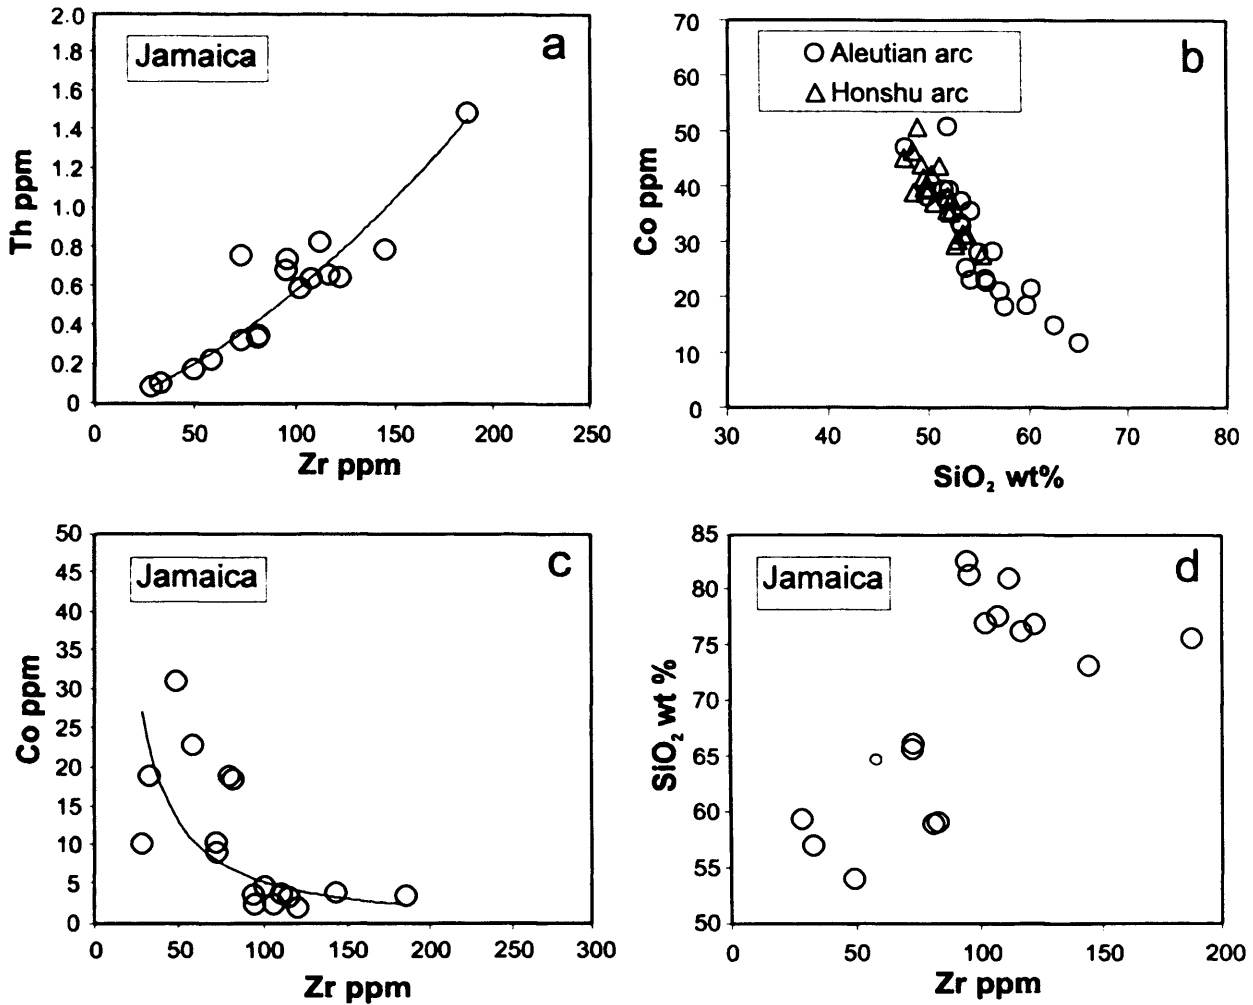 a
Jamaica
2.0
1.8
1.6
1.4
1.2
1.0
0.8
0.6
0.4
0.2
0
Th ppm
0 50 100 150 200 250
Zr ppm
b
Aleutian arc
Honshu arc
70
60
50
40
30
20
10
0
Co ppm
30 40 50 60 70 80
SiO₂ wt%
c
Jamaica
50
45
40
35
30
25
20
15
10
5
0
Co ppm
0 50 100 150 200 250 300
Zr ppm
d
Jamaica
85
80
75
70
65
60
55
50
SiO₂ wt %
0 50 100 150 200
Zr ppm